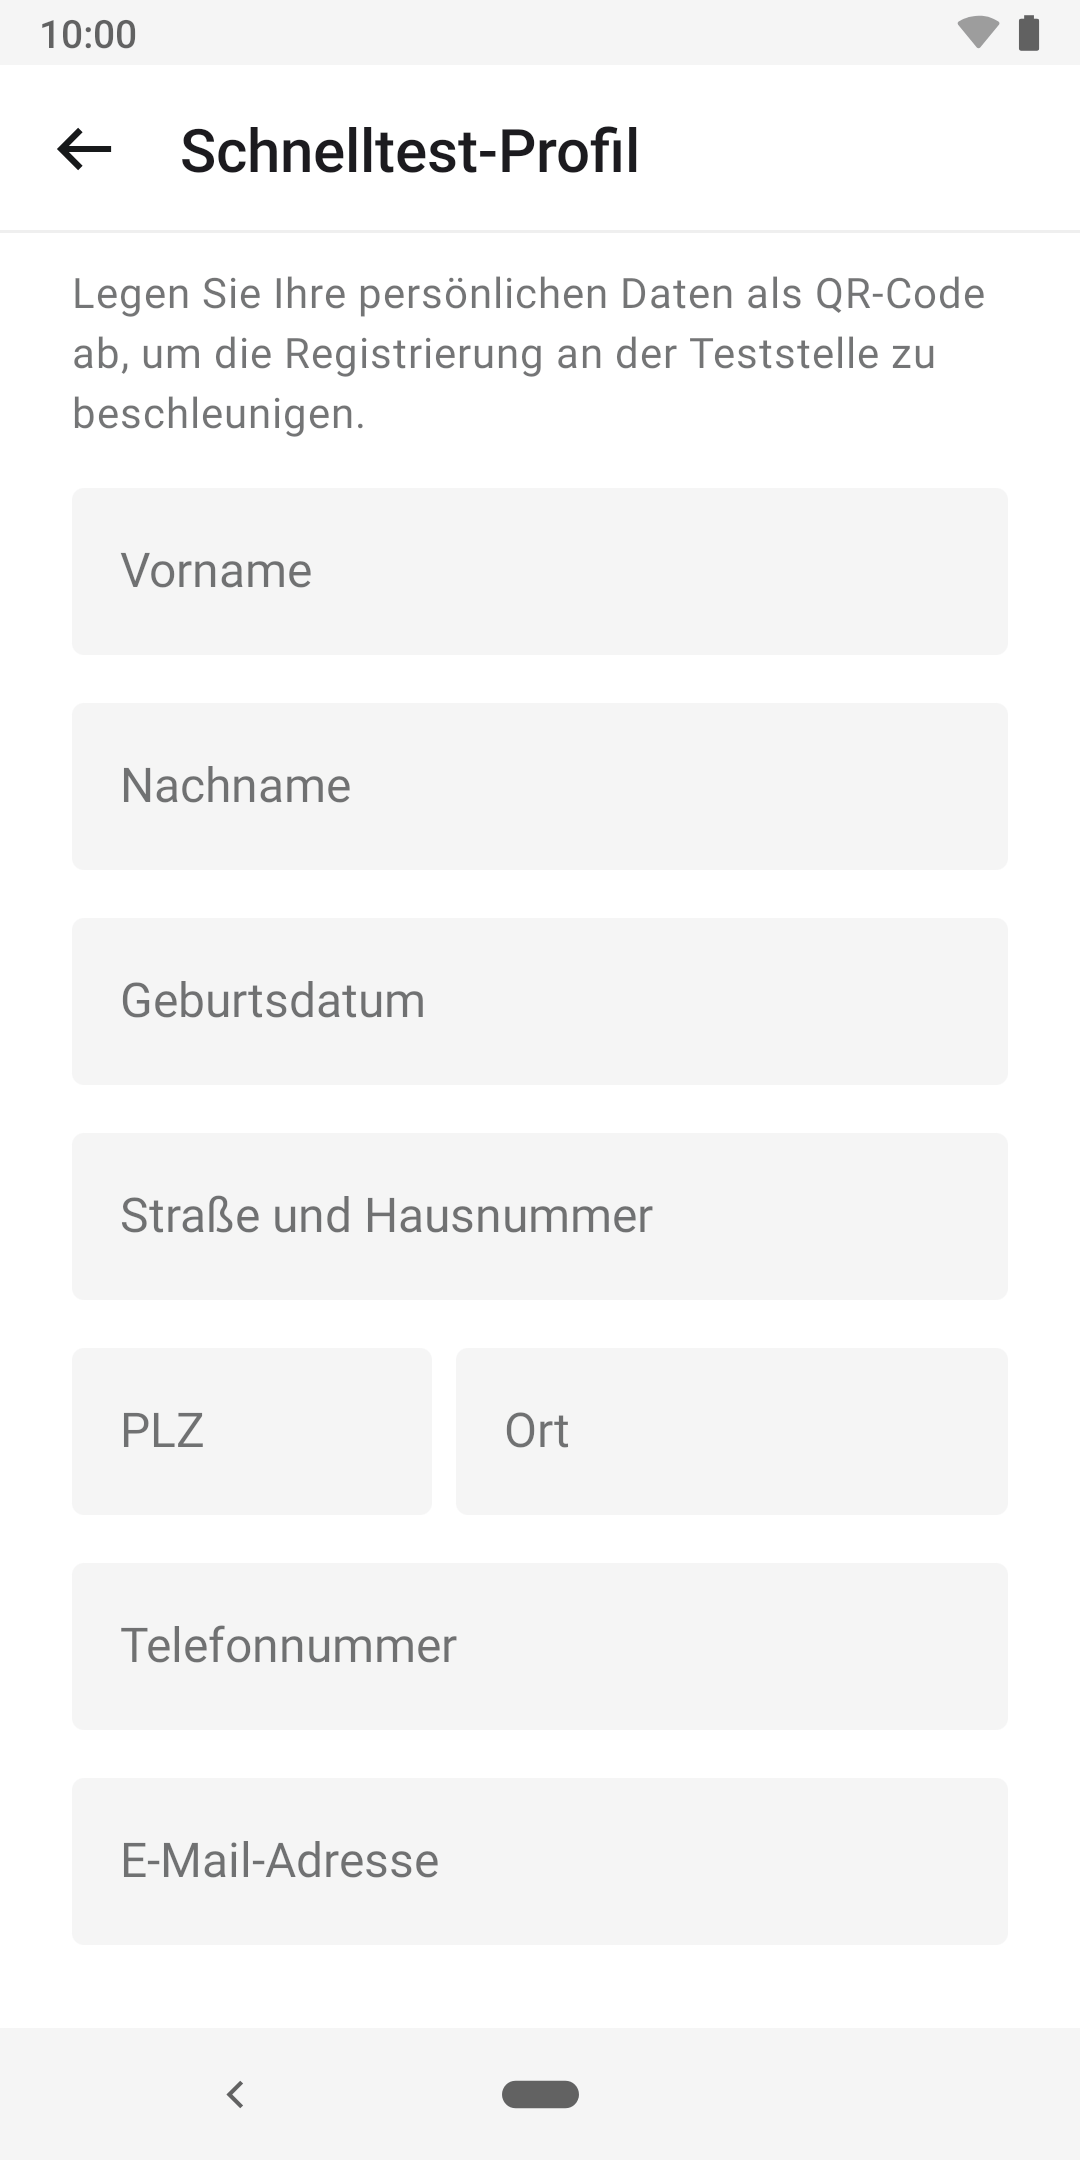 10:00
Schnelltest-Profil
Legen Sie Ihre persönlichen Daten als QR-Code
ab, um die Registrierung an der Teststelle zu
beschleunigen.
Vorname
Nachname
Geburtsdatum
Straße und Hausnummer
PLZ
Ort
Telefonnummer
E-Mail-Adresse